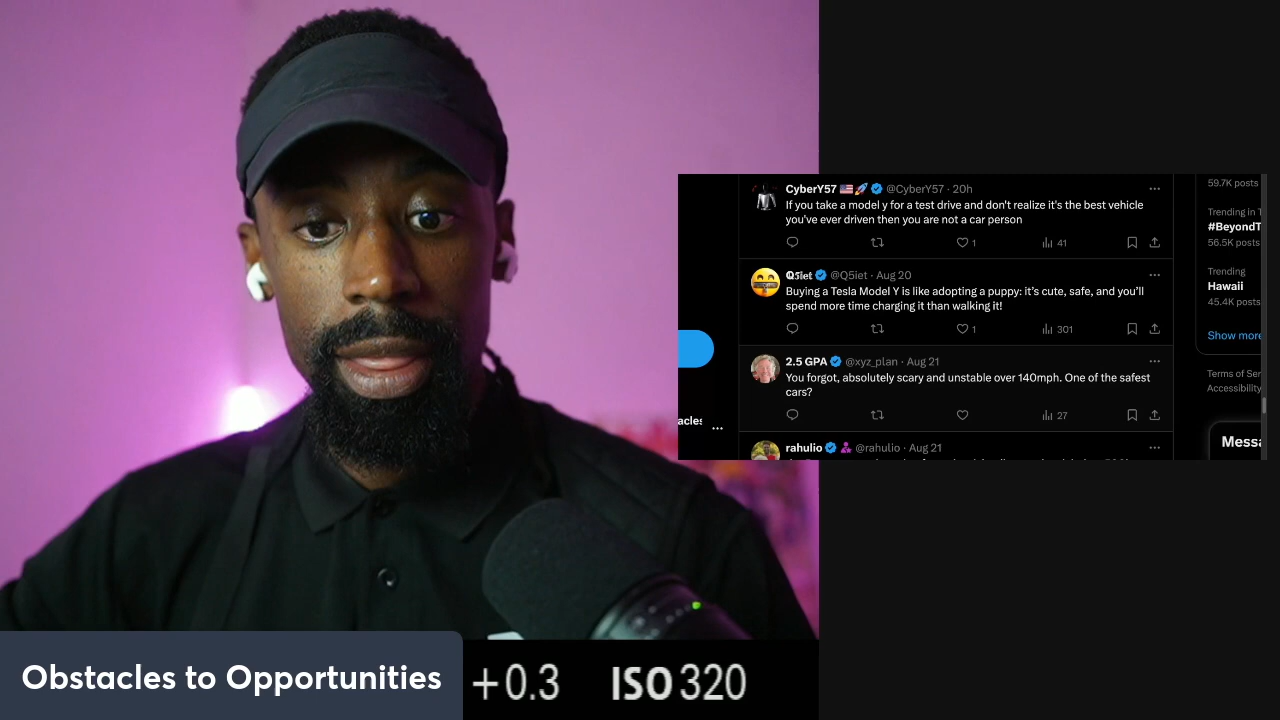 59.7K posts
CyberY57 @CyberY57 · 20h
If you take a model y for a test drive and don't realize it's the best vehicle
you've ever driven then you are not a car person
1 41
Trending in T
#BeyondT
56.5K posts
Q5iet @Q5iet · Aug 20
Buying a Tesla Model Y is like adopting a puppy: it's cute, safe, and you'll
spend more time charging it than walking it!
1 301
Trending
Hawaii
45.4K posts
Show more
2.5 GPA @xyz_plan · Aug 21
You forgot, absolutely scary and unstable over 140mph. One of the safest
cars?
27
Terms of Ser
Accessibility
acles
Messa
rahulio @rahulio · Aug 21
Obstacles to Opportunities
+0.3 ISO 320